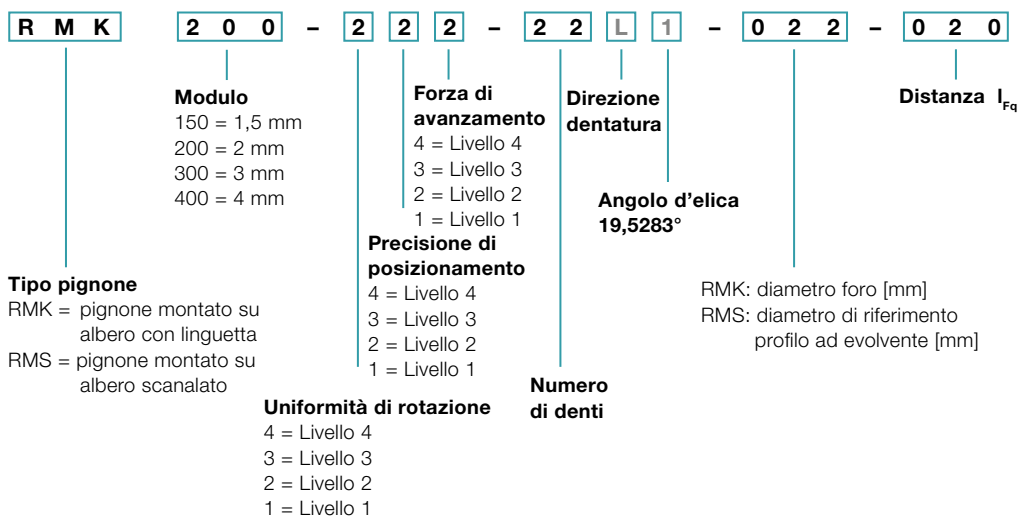 R M K 2 0 0 – 2 2 2 – 2 2 L 1 – 0 2 2 – 0 2 0
Modulo
150 = 1,5 mm
200 = 2 mm
300 = 3 mm
400 = 4 mm
Forza di
avanzamento
4 = Livello 4
3 = Livello 3
2 = Livello 2
1 = Livello 1
Direzione
dentatura
Distanza lFq
Angolo d'elica
19,5283°
Precisione di
posizionamento
4 = Livello 4
3 = Livello 3
2 = Livello 2
1 = Livello 1
Tipo pignone
RMK = pignone montato su
albero con linguetta
RMS = pignone montato su
albero scanalato
RMK: diametro foro [mm]
RMS: diametro di riferimento
profilo ad evolvente [mm]
Numero
di denti
Uniformità di rotazione
4 = Livello 4
3 = Livello 3
2 = Livello 2
1 = Livello 1